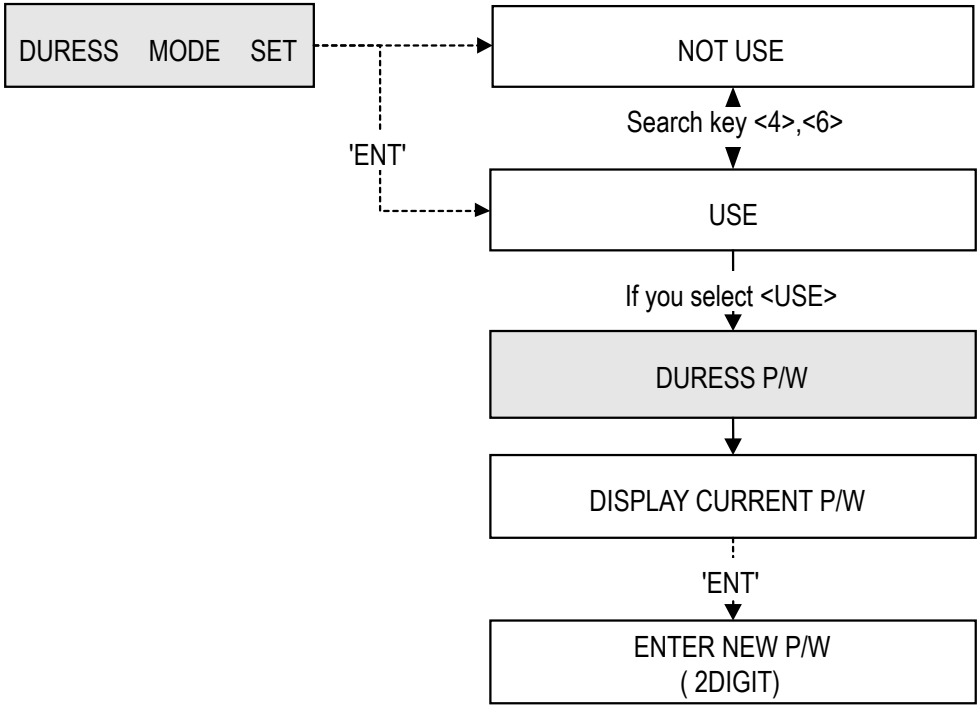 DURESS MODE SET
NOT USE
Search key <4>,<6>
'ENT'
USE
If you select <USE>
DURESS P/W
DISPLAY CURRENT P/W
'ENT'
ENTER NEW P/W
( 2DIGIT)